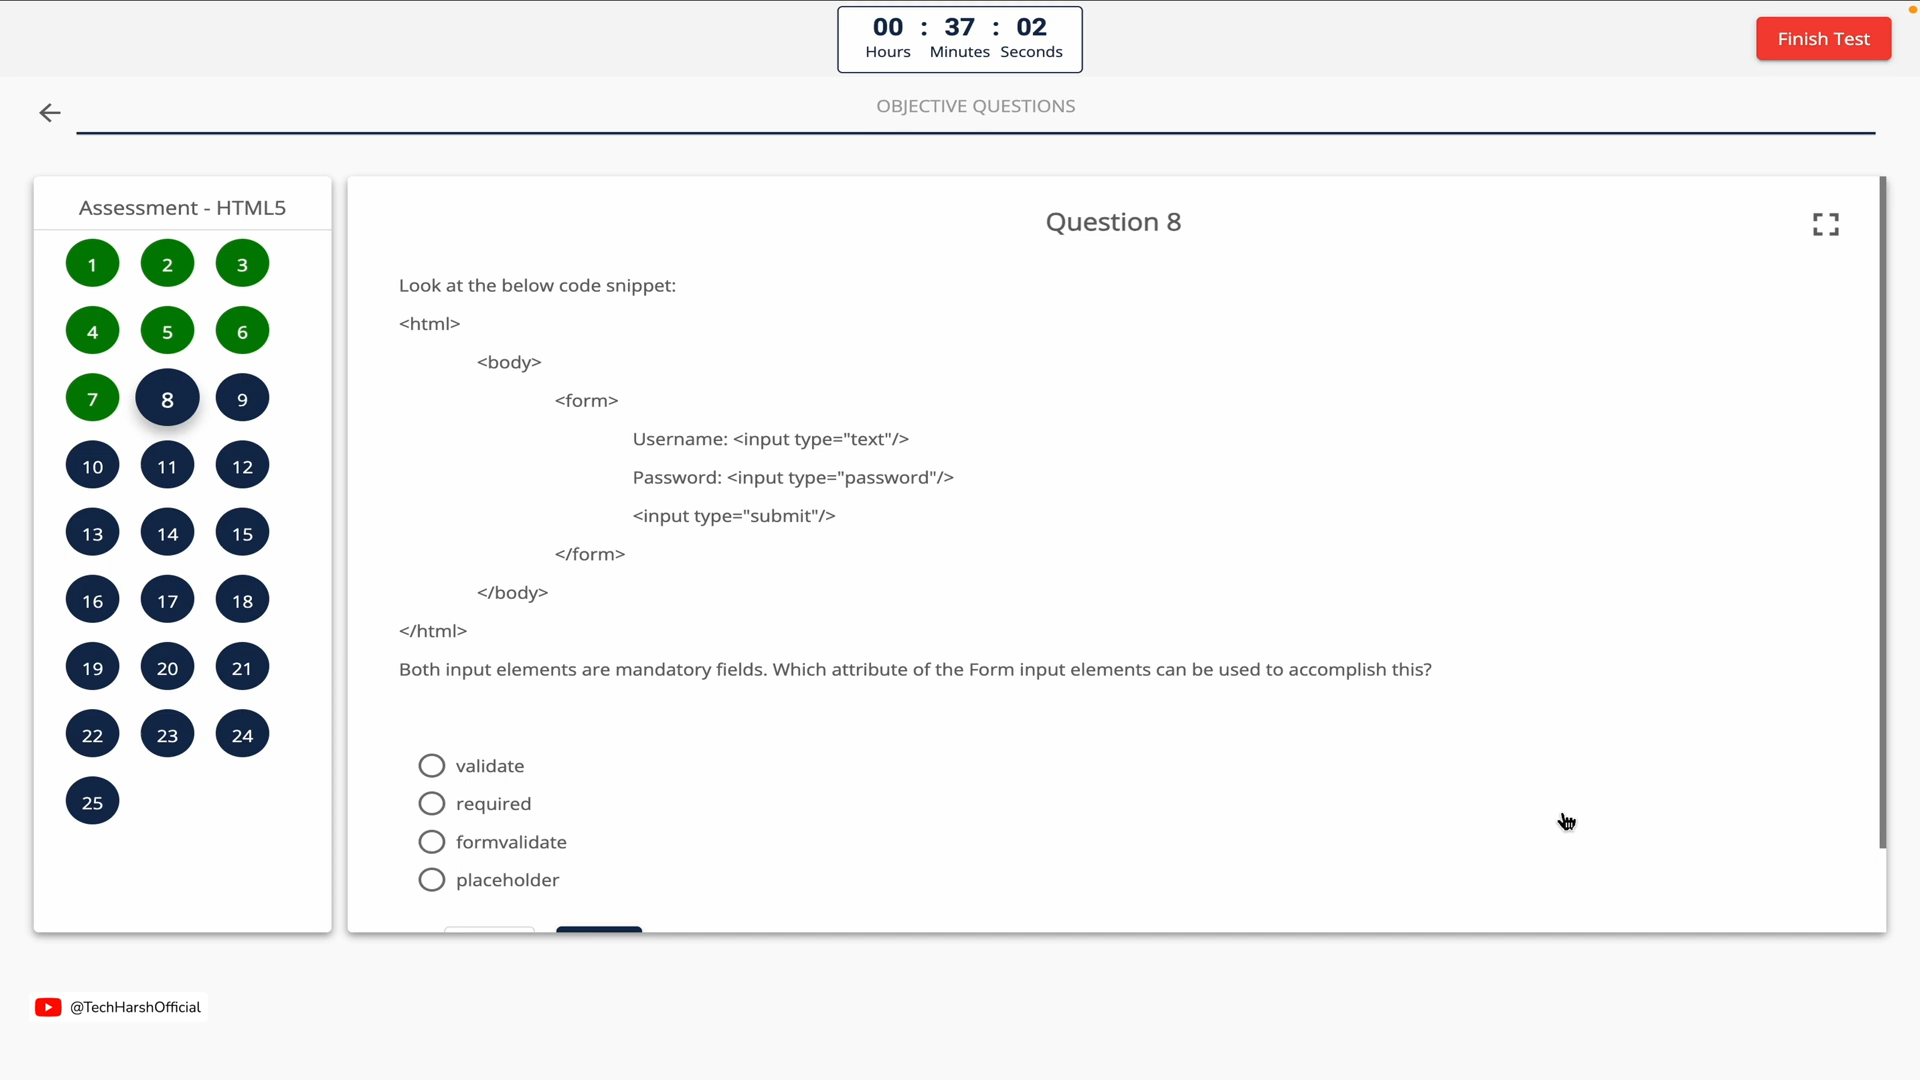 00 : 37 : 02
Hours Minutes Seconds
Finish Test
OBJECTIVE QUESTIONS
Assessment - HTML5
1 2 3
4 5 6
7 8 9
10 11 12
13 14 15
16 17 18
19 20 21
22 23 24
25
Question 8
Look at the below code snippet:
<html>
<body>
<form>
Username: <input type="text"/>
Password: <input type="password"/>
<input type="submit"/>
</form>
</body>
</html>
Both input elements are mandatory fields. Which attribute of the Form input elements can be used to accomplish this?
validate
required
formvalidate
placeholder
@TechHarshOfficial